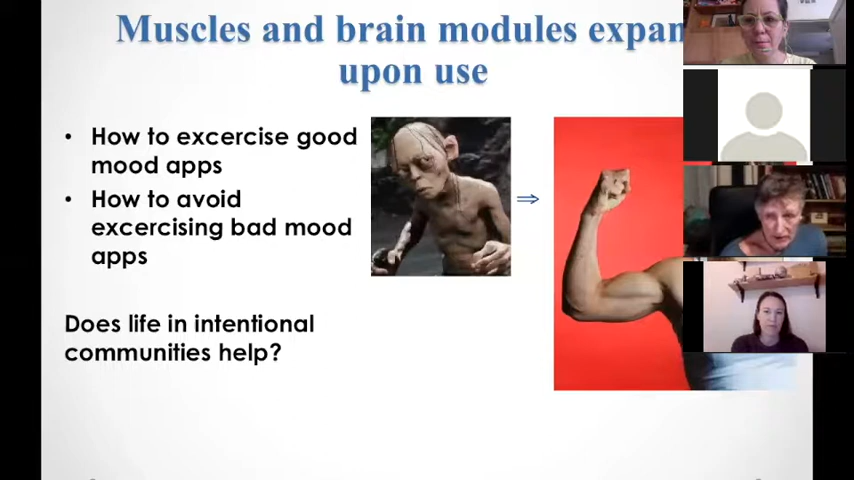 Muscles and brain modules expan
upon use
• How to excercise good
mood apps
• How to avoid
excercising bad mood
apps
Does life in intentional
communities help?